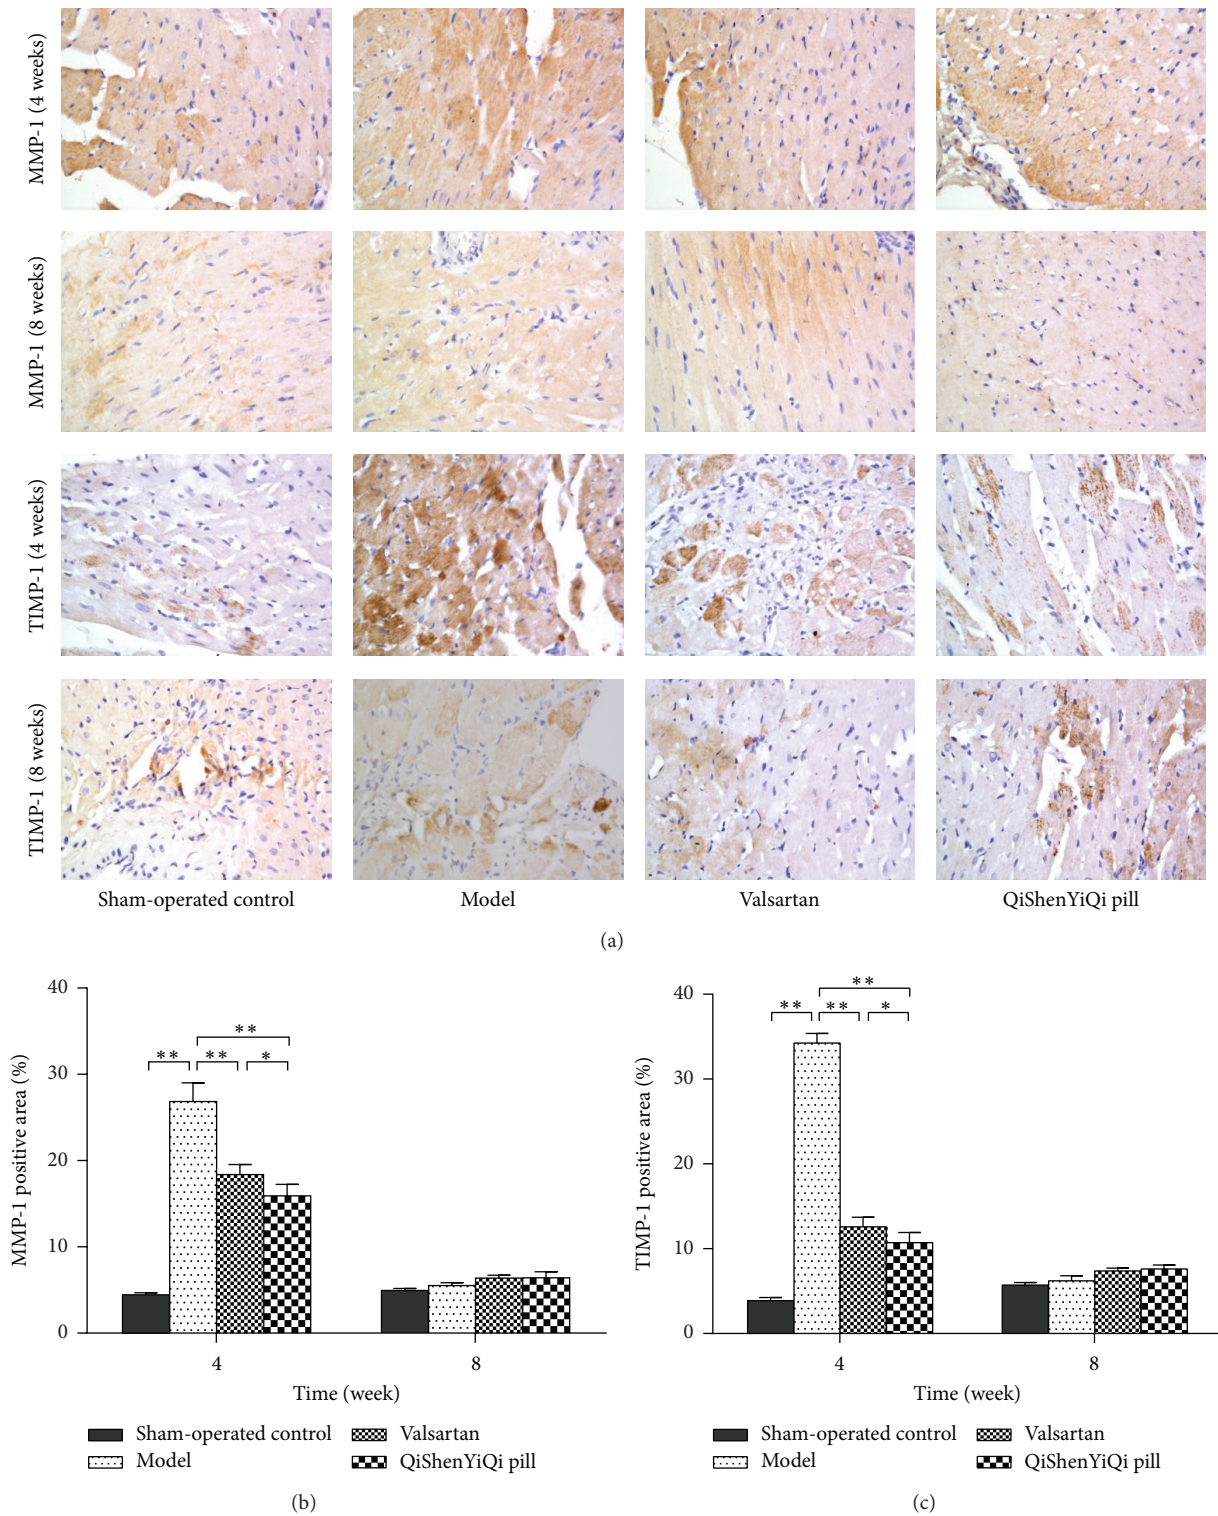 MMP-1 (4 weeks)
MMP-1 (8 weeks)
TIMP-1 (4 weeks)
TIMP-1 (8 weeks)
Sham-operated control Model Valsartan QiShenYiQi pill
(a)
MMP-1 positive area (%)
40
30
20
10
0
** ** * **
4 8
Time (week)
Sham-operated control Valsartan
Model QiShenYiQi pill
(b)
TIMP-1 positive area (%)
40
30
20
10
0
** ** * **
4 8
Time (week)
Sham-operated control Valsartan
Model QiShenYiQi pill
(c)